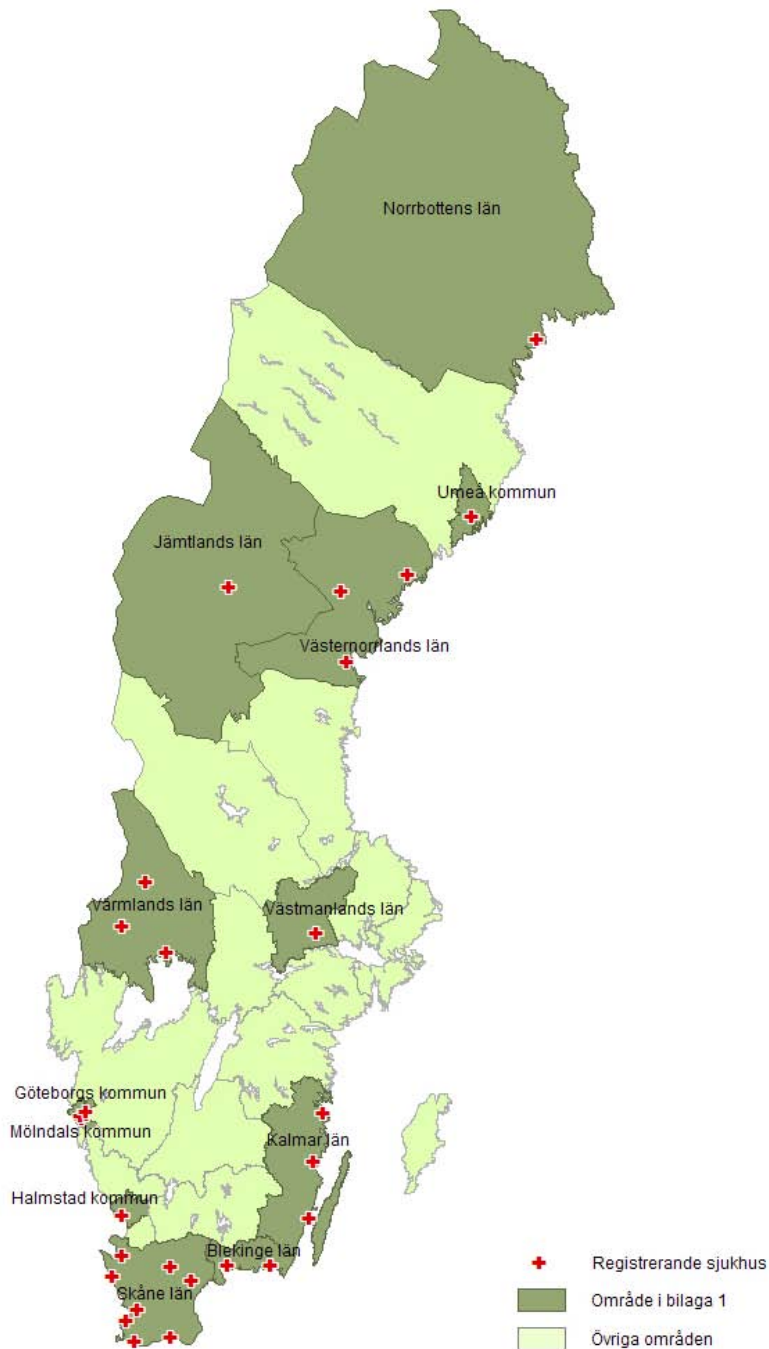 Norrbottens län
Umeå kommun
Jämtlands län
Västernorrlands län
Värmlands län
Västmanlands län
Göteborgs kommun
Mölndals kommun
Kalmar län
Halmstad kommun
Blekinge län
Skåne län
Registrerande sjukhus
Område i bilaga 1
Övriga områden